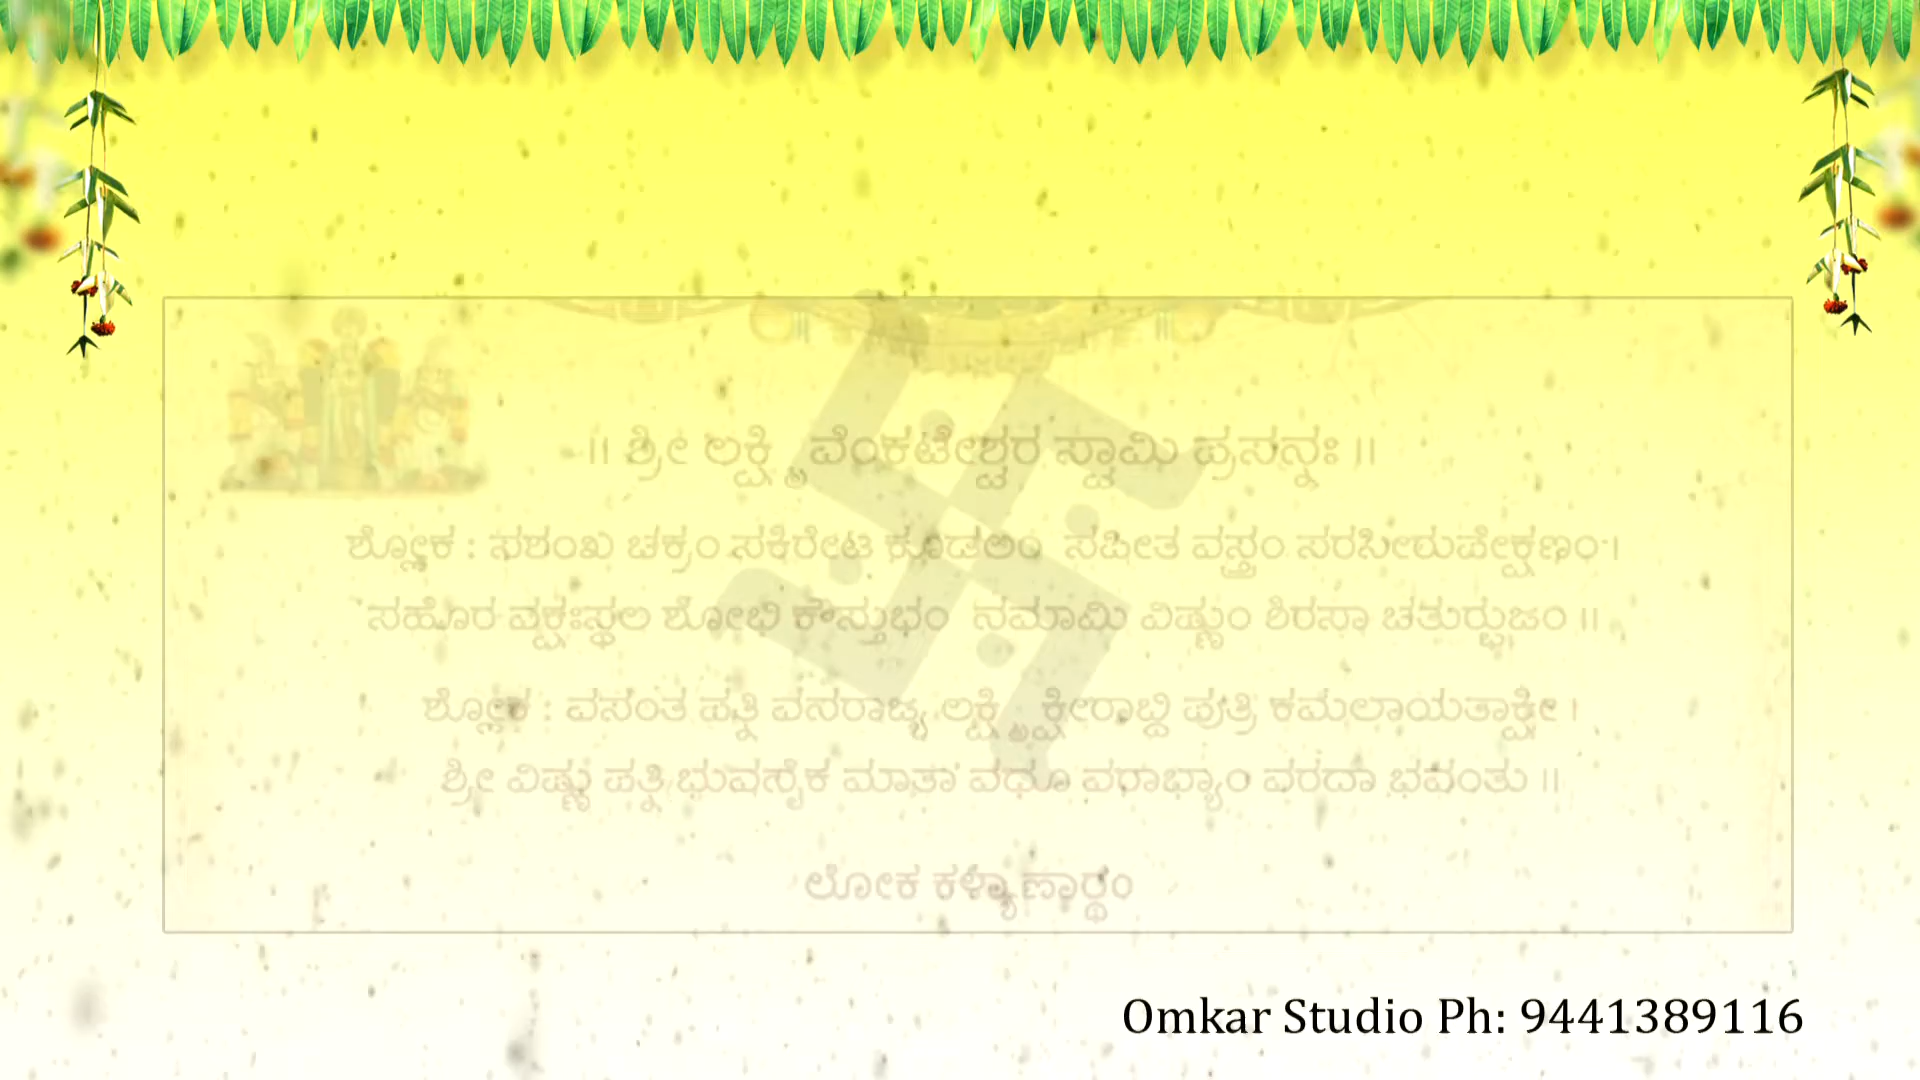 ॥ ಶ್ರೀ ಲಕ್ಷ್ಮಿ ವೆಂಕಟೇಶ್ವರ ಸ್ವಾಮಿ ಪ್ರಸನ್ನಃ ॥
ಶ್ಲೋಕ : ಸಶಂಖ ಚಕ್ರಂ ಸಕಿರೀಟ ಕೂಡಲಂ ಸಪೀತ ವಸ್ತ್ರಂ ಸರಸೀರುಹೇಕ್ಷಣಂ ।
ಸಹೊರ ವಕ್ಷಃಸ್ಥಲ ಶೋಭಿ ಕೌಸ್ತುಭಂ ನಮಾಮಿ ವಿಷ್ಣುಂ ಶಿರಸಾ ಚತುರ್ಭುಜಂ ॥
ಶ್ಲೋಕ : ವಸಂತ ಪತ್ನಿ ವನರಾಜ್ಯ ಲಕ್ಷ್ಮಿ ಕ್ಷೀರಾಬ್ದಿ ಪುತ್ರಿ ಕಮಲಾಯತಾಕ್ಷೀ ।
ಶ್ರೀ ವಿಷ್ಣು ಪತ್ನಿ ಭುವನೈಕ ಮಾತಾ ವಧೂ ವರಾಭ್ಯಾಂ ವರದಾ ಭವಂತು ॥
ಲೋಕ ಕಳ್ಯಾಣಾರ್ಥಂ
Omkar Studio Ph: 9441389116